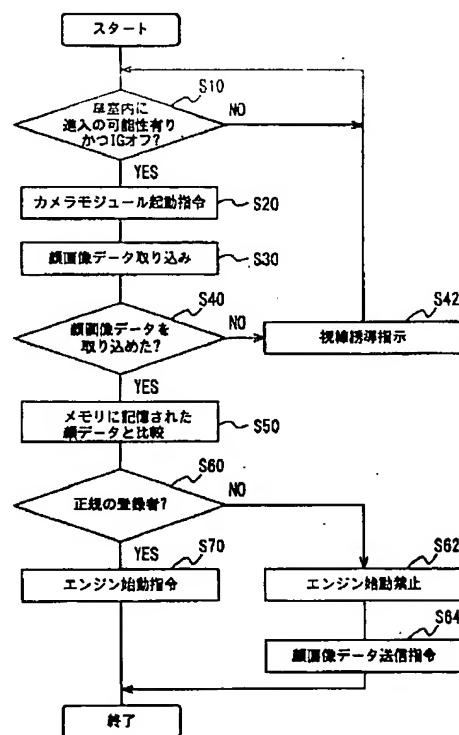 スタート
S10
車室内に
進入の可能性有り
かつIGオフ?
NO
YES
カメラモジュール起動指令
S20
顔画像データ取り込み
S30
S40
顔画像データを
取り込めた?
NO
S42
視線誘導指示
YES
メモリに記憶された
顔データと比較
S50
S60
正規の登録者?
NO
YES
S70
エンジン始動指令
S62
エンジン始動禁止
S64
顔画像データ送信指令
終了